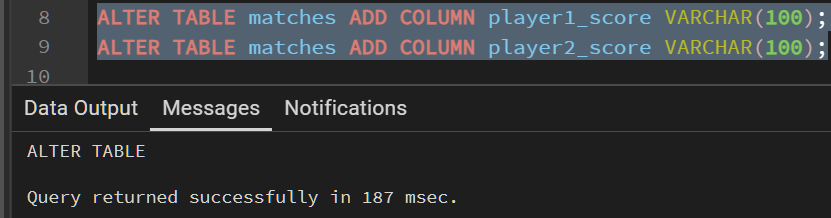 8 ALTER TABLE matches ADD COLUMN player1_score VARCHAR(100);
9 ALTER TABLE matches ADD COLUMN player2_score VARCHAR(100);
10
Data Output Messages Notifications
ALTER TABLE
Query returned successfully in 187 msec.